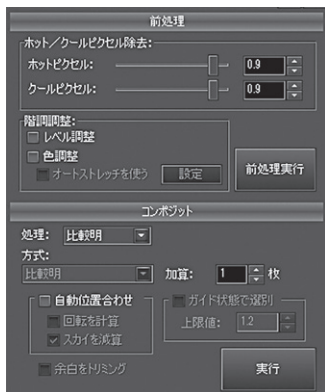 前処理
ホット/クールピクセル除去:
ホットピクセル: 0.9
クールピクセル: 0.9
階調調整:
レベル調整
色調整
オートストレッチを使う 設定
前処理実行
コンポジット
処理: 比較明
方式:
比較明 加算: 1 枚
自動位置合わせ ガイド状態で選別
回転を計算 上限値: 1.2
スカイを減算
余白をトリミング 実行